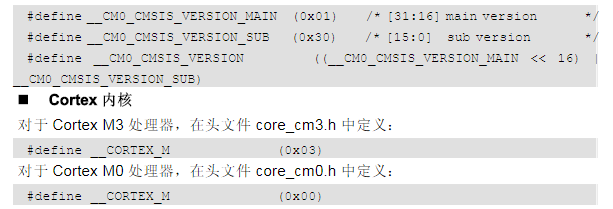 #define __CM0_CMSIS_VERSION_MAIN (0x01) /* [31:16] main version */
#define __CM0_CMSIS_VERSION_SUB (0x30) /* [15:0] sub version */
#define __CM0_CMSIS_VERSION ((__CM0_CMSIS_VERSION_MAIN << 16) |
__CM0_CMSIS_VERSION_SUB)
■ Cortex 内核
对于 Cortex M3 处理器，在头文件 core_cm3.h 中定义：
#define __CORTEX_M (0x03)
对于 Cortex M0 处理器，在头文件 core_cm0.h 中定义：
#define __CORTEX_M (0x00)